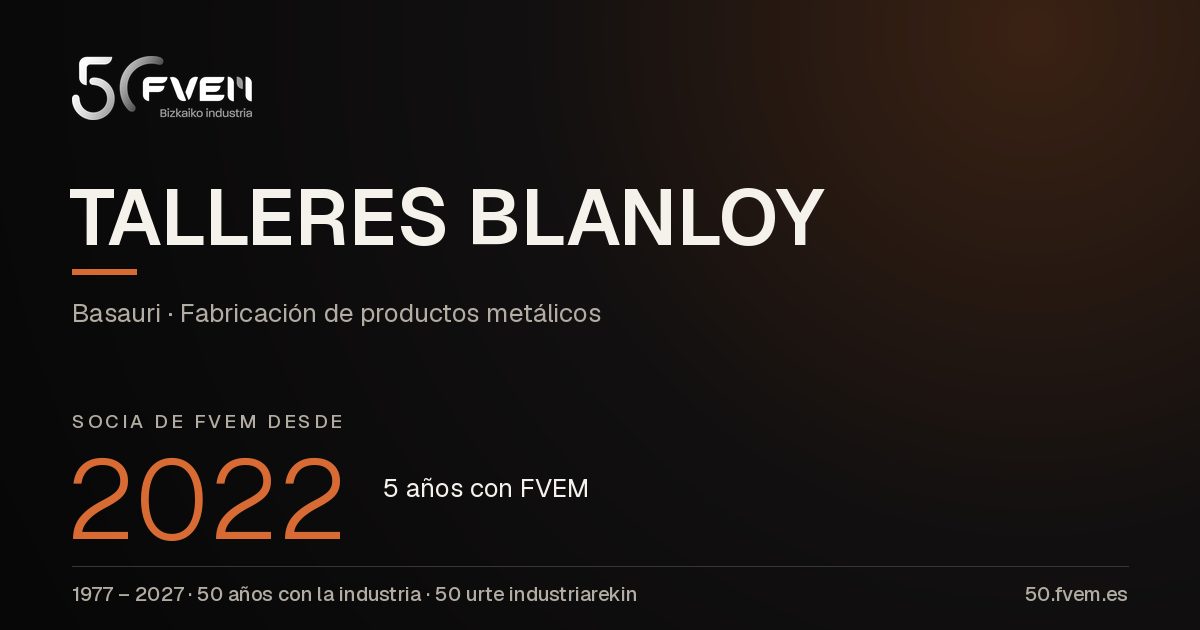 50 FVEM
Bizkaiko industria
TALLERES BLANLOY
Basauri · Fabricación de productos metálicos
SOCIA DE FVEM DESDE
2022
5 años con FVEM
1977 – 2027 · 50 años con la industria · 50 urte industriarekin
50.fvem.es